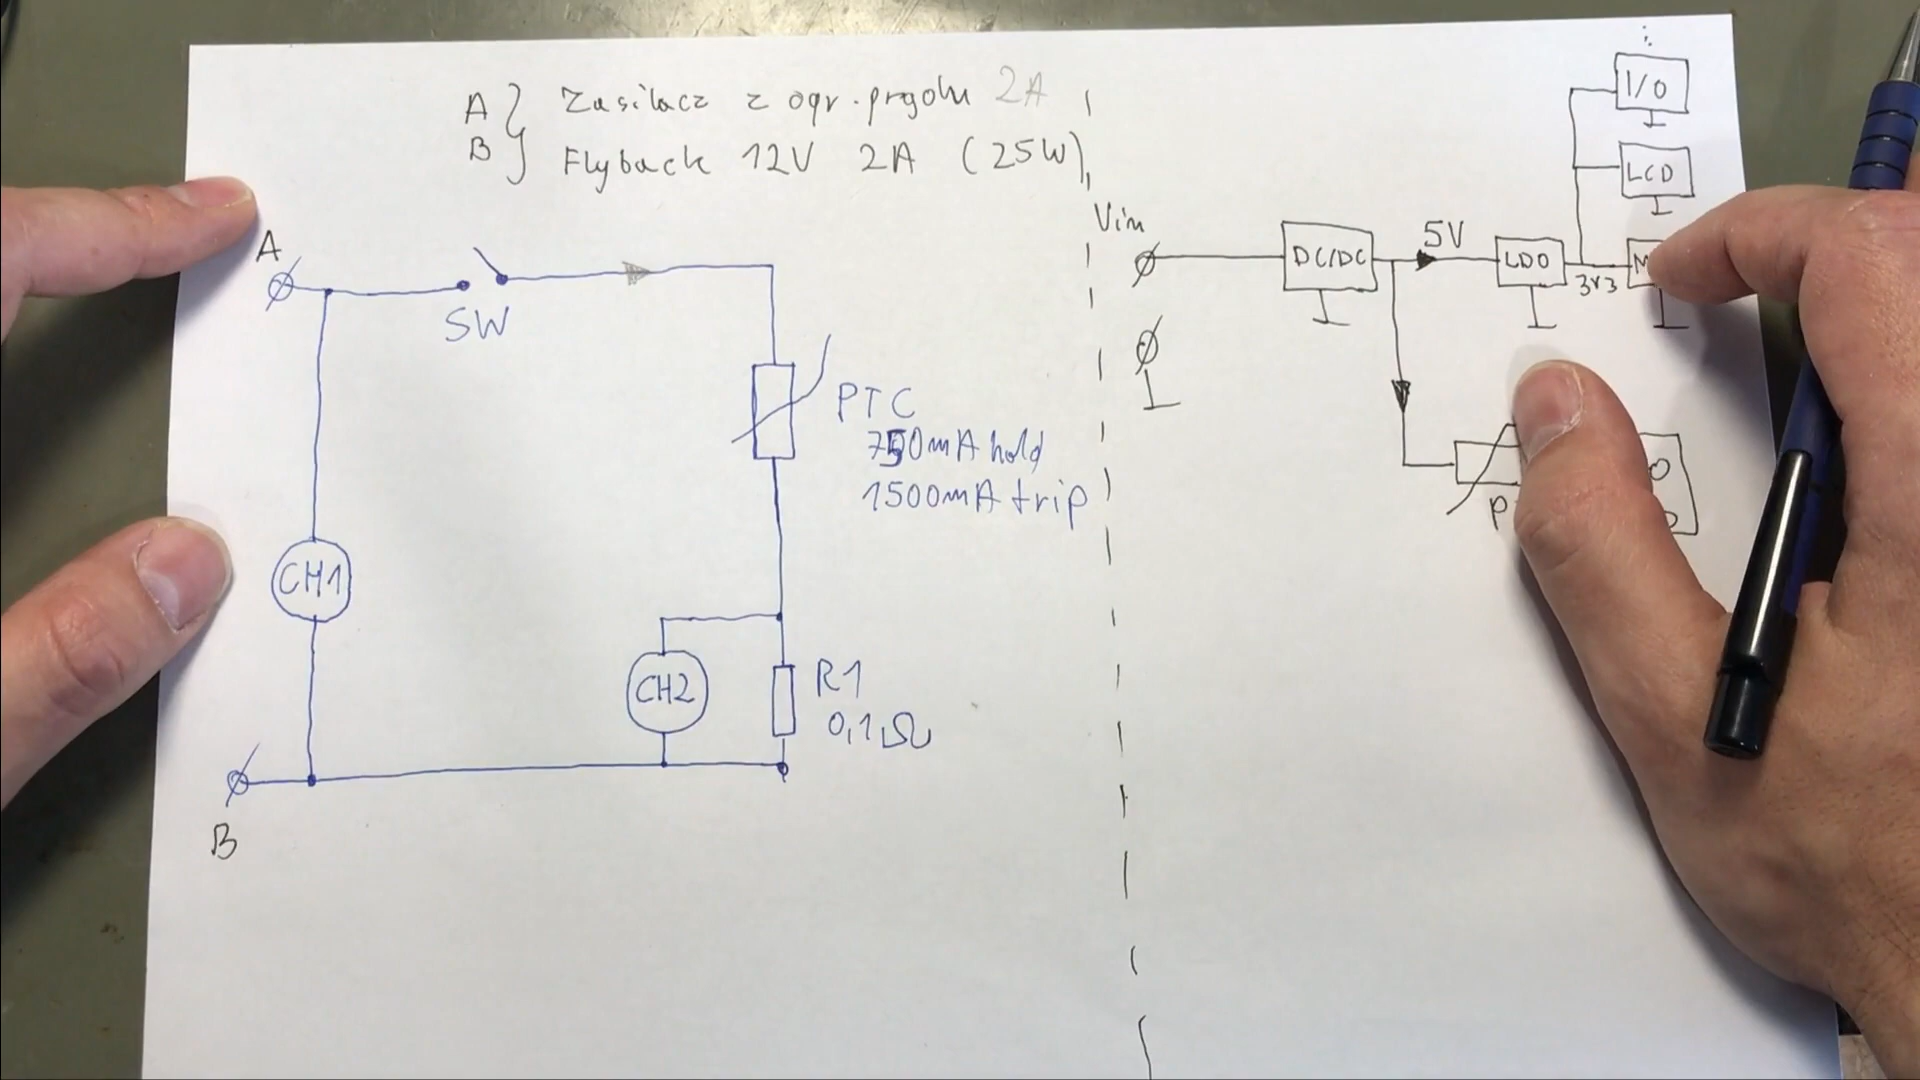 A
B
Zasilacz z ogr. prądu 2A
Flyback 12V 2A (25W)
A
SW
PTC
750mA hold
1500mA trip
CH1
CH2
R1
0,1Ω
B
Vin
DC/DC
5V
LDO
3v3
M
I/O
LCD
P